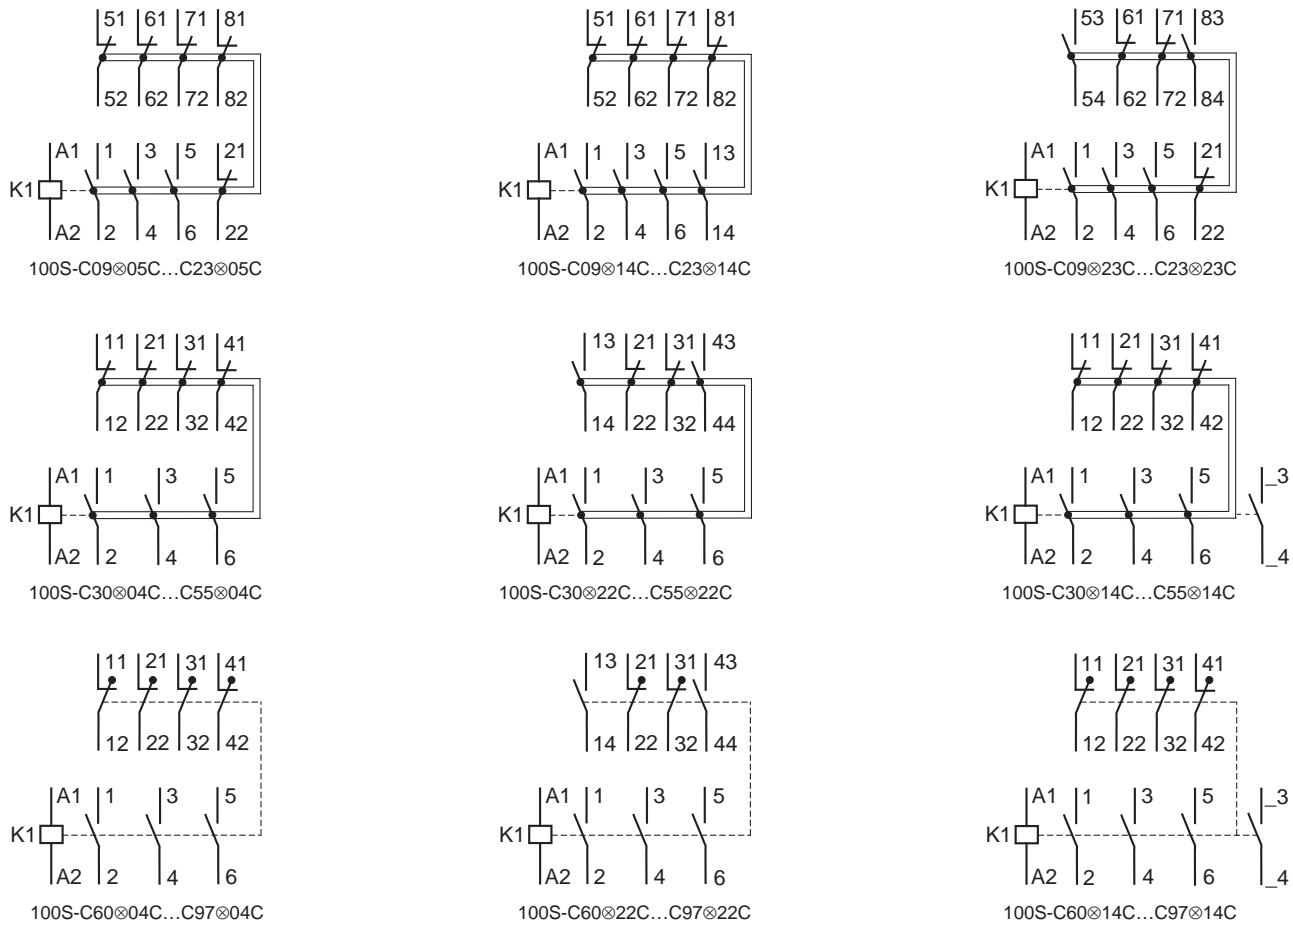 51 61 71 81
52 62 72 82
A1 1 3 5 21
K1
A2 2 4 6 22
100S-C09⊗05C…C23⊗05C
51 61 71 81
52 62 72 82
A1 1 3 5 13
K1
A2 2 4 6 14
100S-C09⊗14C…C23⊗14C
53 61 71 83
54 62 72 84
A1 1 3 5 21
K1
A2 2 4 6 22
100S-C09⊗23C…C23⊗23C
11 21 31 41
12 22 32 42
A1 1 3 5
K1
A2 2 4 6
100S-C30⊗04C…C55⊗04C
13 21 31 43
14 22 32 44
A1 1 3 5
K1
A2 2 4 6
100S-C30⊗22C…C55⊗22C
11 21 31 41
12 22 32 42
A1 1 3 5 _3
K1
A2 2 4 6 _4
100S-C30⊗14C…C55⊗14C
11 21 31 41
12 22 32 42
A1 1 3 5
K1
A2 2 4 6
100S-C60⊗04C…C97⊗04C
13 21 31 43
14 22 32 44
A1 1 3 5
K1
A2 2 4 6
100S-C60⊗22C…C97⊗22C
11 21 31 41
12 22 32 42
A1 1 3 5 _3
K1
A2 2 4 6 _4
100S-C60⊗14C…C97⊗14C